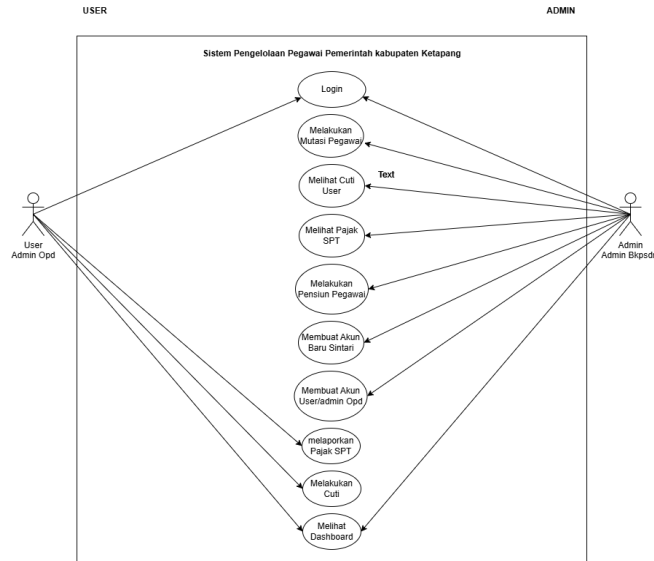 USER
ADMIN
Sistem Pengelolaan Pegawai Pemerintah kabupaten Ketapang
Login
Melakukan
Mutasi Pegawai
Melihat Cuti
User
Text
Melihat Pajak
SPT
User
Admin Opd
Admin
Admin Bkpsd
Melakukan
Pensiun Pegawai
Membuat Akun
Baru Sintari
Membuat Akun
User/admin Opd
melaporkan
Pajak SPT
Melakukan
Cuti
Melihat
Dashboard